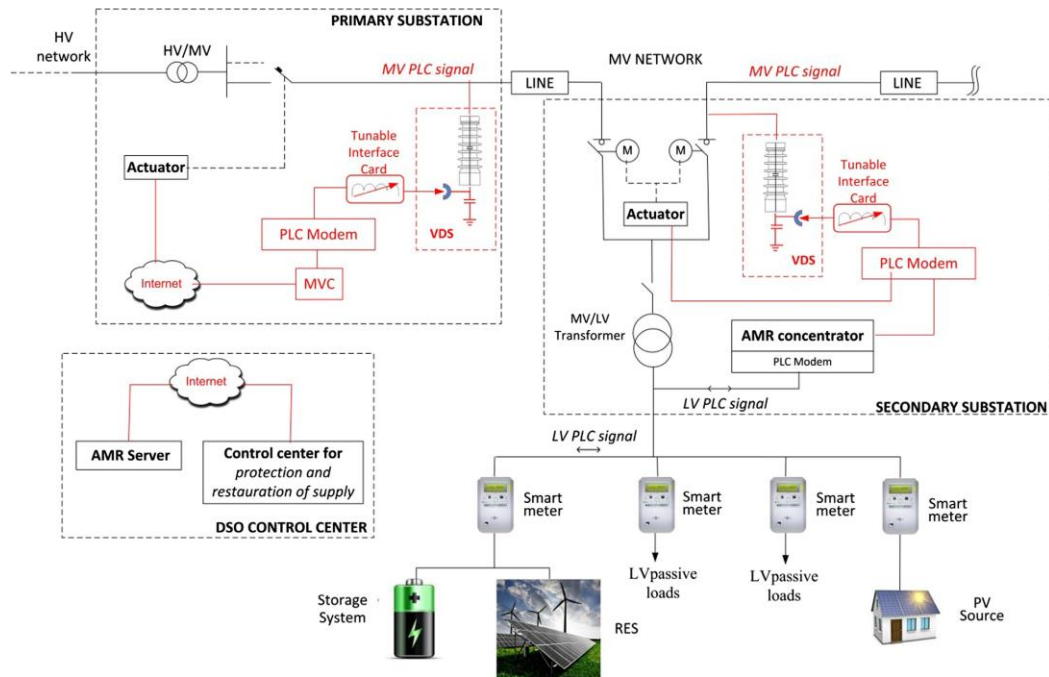 PRIMARY SUBSTATION
HV
network
HV/MV
MV PLC signal
LINE
MV NETWORK
MV PLC signal
LINE
Actuator
Tunable
Interface
Card
PLC Modem
VDS
Internet
MVC
M
M
Actuator
Tunable
Interface
Card
VDS
PLC Modem
MV/LV
Transformer
AMR concentrator
PLC Modem
LV PLC signal
SECONDARY SUBSTATION
Internet
AMR Server
Control center for
protection and
restauration of supply
DSO CONTROL CENTER
LV PLC signal
Smart
meter
Smart
meter
Smart
meter
Smart
meter
LVpassive
loads
LVpassive
loads
Storage
System
RES
PV
Source